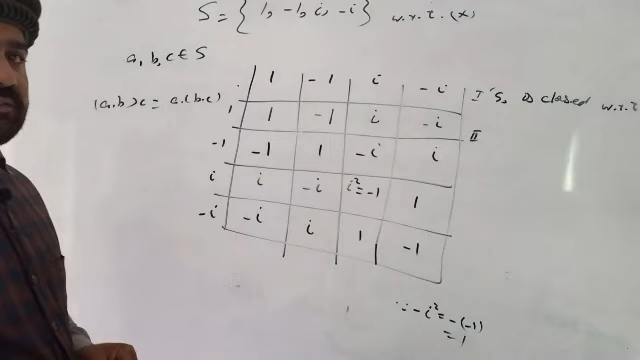 S = { 1, -1, i, -i } w.r.t. (x)
a, b, c ∈ S
(a.b) c = a.(b.c)
. 1 -1 i -i
1 1 -1 i -i
-1 -1 1 -i i
i i -i i²=-1 1
-i -i i 1 -1
I 'S' is closed w.r.t
II
∵ -i² = -(-1)
= 1